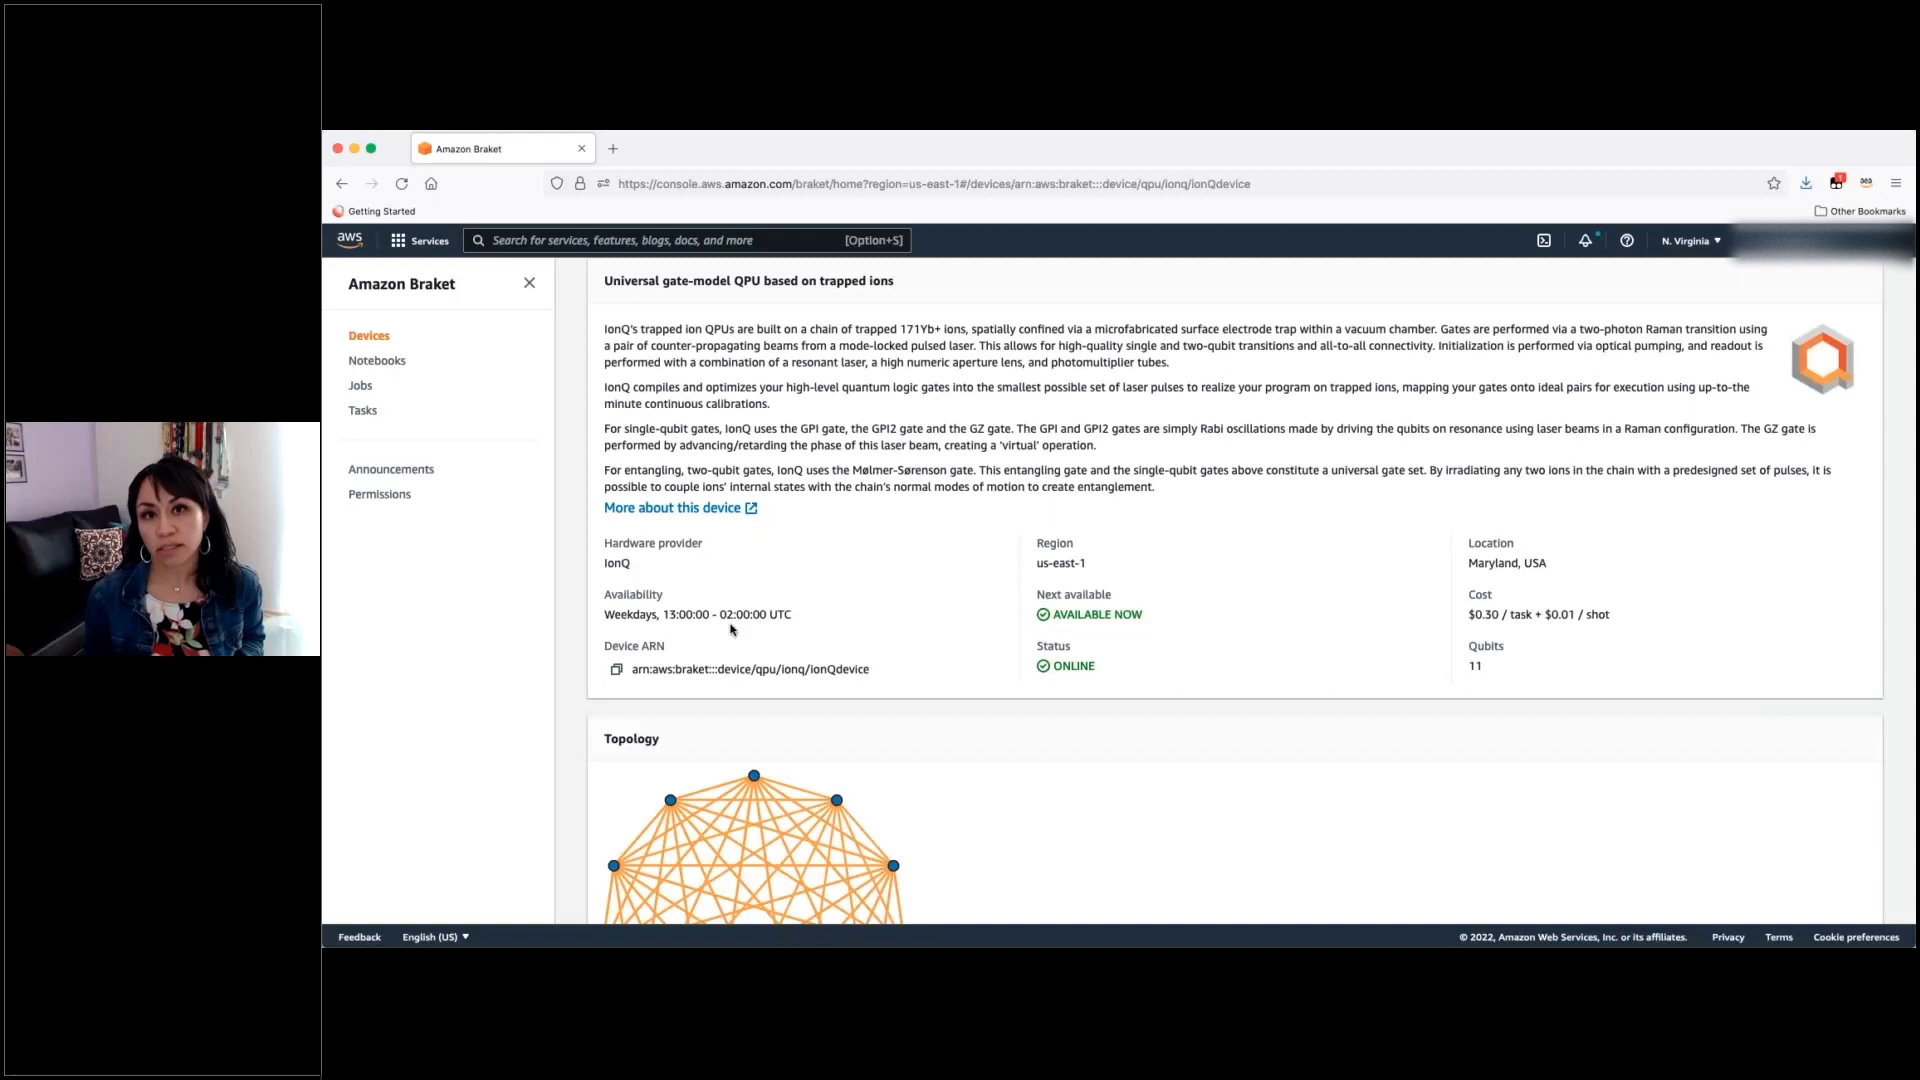 Amazon Braket
https://console.aws.amazon.com/braket/home?region=us-east-1#/devices/arn:aws:braket:::device/qpu/ionq/ionQdevice
1
aws
Getting Started
Other Bookmarks
aws
Services
Search for services, features, blogs, docs, and more
[Option+S]
N. Virginia
Amazon Braket
Devices
Notebooks
Jobs
Tasks
Announcements
Permissions
Universal gate-model QPU based on trapped ions
IonQ's trapped ion QPUs are built on a chain of trapped 171Yb+ ions, spatially confined via a microfabricated surface electrode trap within a vacuum chamber. Gates are performed via a two-photon Raman transition using
a pair of counter-propagating beams from a mode-locked pulsed laser. This allows for high-quality single and two-qubit transitions and all-to-all connectivity. Initialization is performed via optical pumping, and readout is
performed with a combination of a resonant laser, a high numeric aperture lens, and photomultiplier tubes.
IonQ compiles and optimizes your high-level quantum logic gates into the smallest possible set of laser pulses to realize your program on trapped ions, mapping your gates onto ideal pairs for execution using up-to-the
minute continuous calibrations.
For single-qubit gates, IonQ uses the GPI gate, the GPI2 gate and the GZ gate. The GPI and GPI2 gates are simply Rabi oscillations made by driving the qubits on resonance using laser beams in a Raman configuration. The GZ gate is
performed by advancing/retarding the phase of this laser beam, creating a 'virtual' operation.
For entangling, two-qubit gates, IonQ uses the Mølmer-Sørenson gate. This entangling gate and the single-qubit gates above constitute a universal gate set. By irradiating any two ions in the chain with a predesigned set of pulses, it is
possible to couple ions' internal states with the chain's normal modes of motion to create entanglement.
More about this device
Hardware provider
IonQ
Region
us-east-1
Location
Maryland, USA
Availability
Weekdays, 13:00:00 - 02:00:00 UTC
Next available
AVAILABLE NOW
Cost
$0.30 / task + $0.01 / shot
Device ARN
arn:aws:braket:::device/qpu/ionq/ionQdevice
Status
ONLINE
Qubits
11
Topology
Feedback
English (US)
© 2022, Amazon Web Services, Inc. or its affiliates.
Privacy
Terms
Cookie preferences